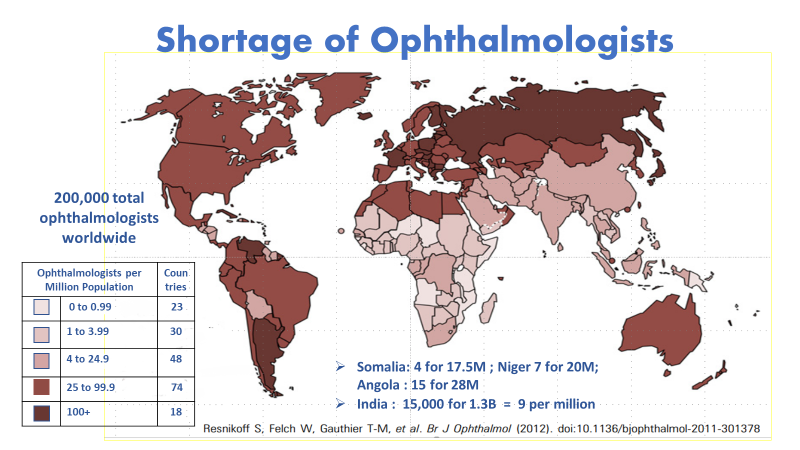 Shortage of Ophthalmologists
200,000 total
ophthalmologists
worldwide
Ophthalmologists per Million Population Coun tries
0 to 0.99 23
1 to 3.99 30
4 to 24.9 48
25 to 99.9 74
100+ 18
➢ Somalia: 4 for 17.5M ; Niger 7 for 20M;
Angola : 15 for 28M
➢ India : 15,000 for 1.3B = 9 per million
Resnikoff S, Felch W, Gauthier T-M, et al. Br J Ophthalmol (2012). doi:10.1136/bjophthalmol-2011-301378